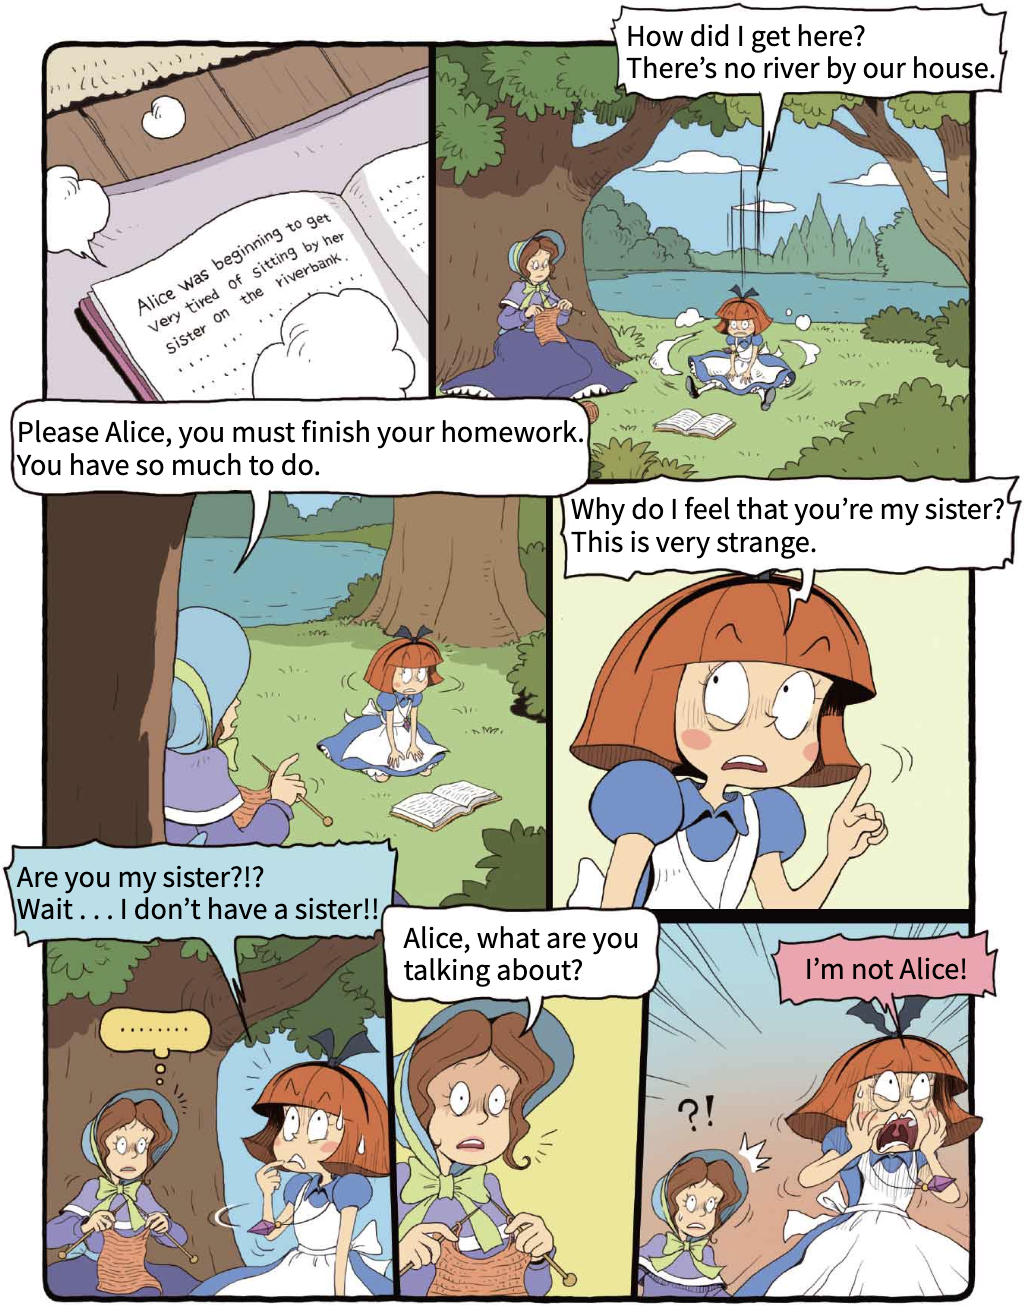 How did I get here?
There's no river by our house.
Alice was beginning to get
very tired of sitting by her
sister on the riverbank.
Please Alice, you must finish your homework.
You have so much to do.
Why do I feel that you're my sister?
This is very strange.
Are you my sister?!?
Wait . . . I don't have a sister!!
........
Alice, what are you
talking about?
I'm not Alice!
?!